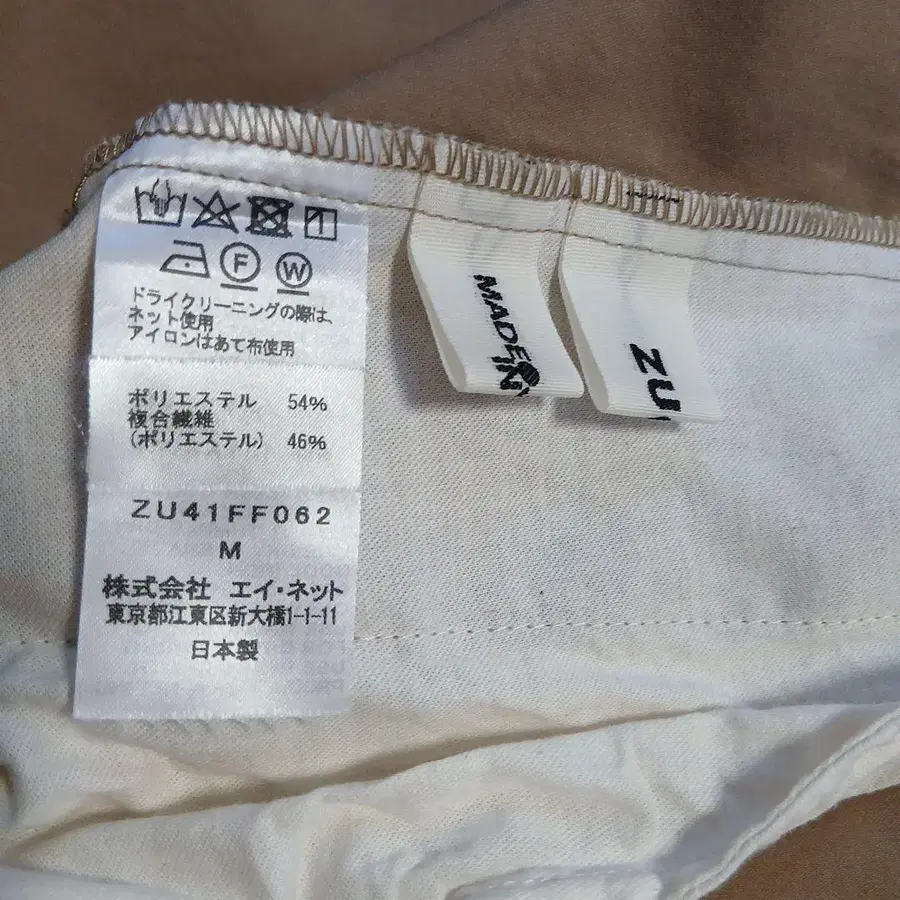 F W
ドライクリーニングの際は、
ネット使用
アイロンはあて布使用
ポリエステル 54%
複合繊維
(ポリエステル) 46%
ZU41FF062
M
株式会社 エイ・ネット
東京都江東区新大橋1-1-11
日本製
MADE
IN
ZU